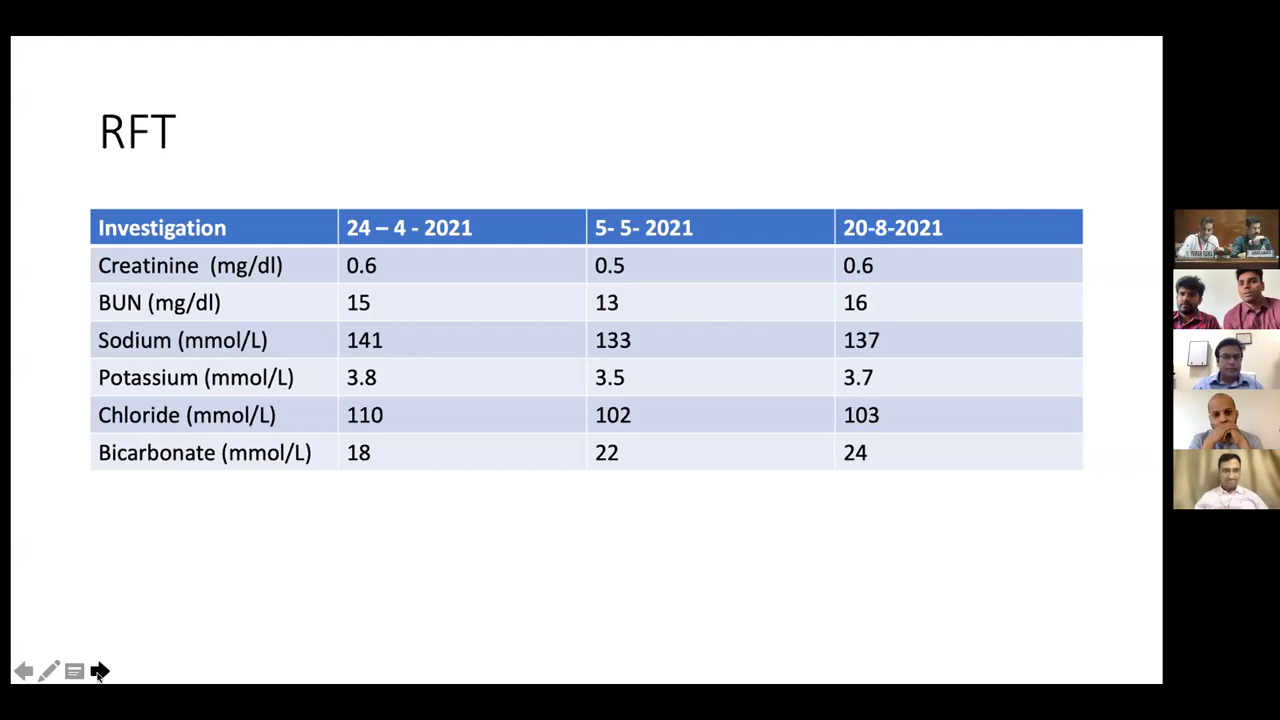 RFT
Investigation 24 – 4 - 2021 5- 5- 2021 20-8-2021
Creatinine (mg/dl) 0.6 0.5 0.6
BUN (mg/dl) 15 13 16
Sodium (mmol/L) 141 133 137
Potassium (mmol/L) 3.8 3.5 3.7
Chloride (mmol/L) 110 102 103
Bicarbonate (mmol/L) 18 22 24